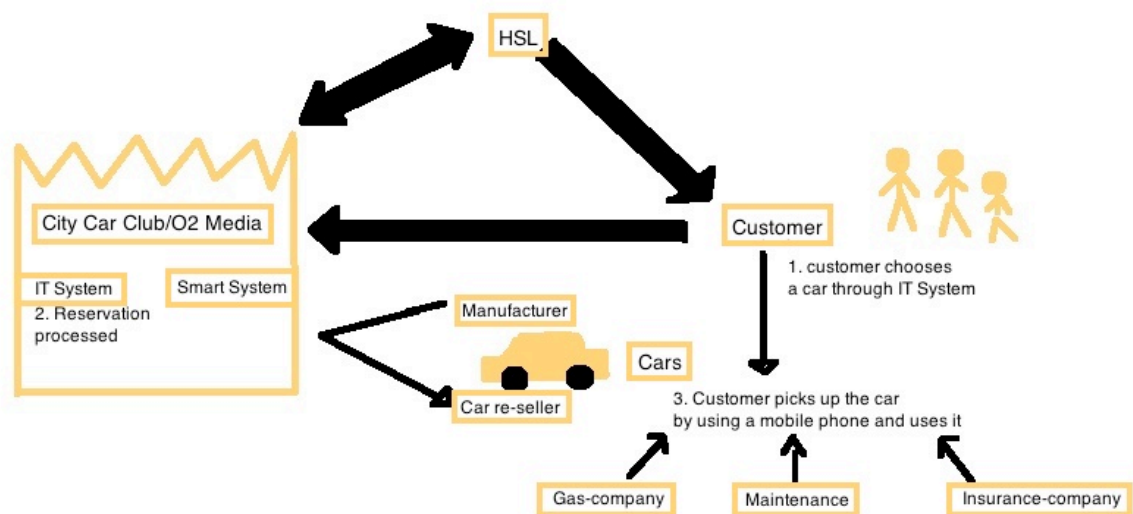 HSL
City Car Club/O2 Media
Customer
1. customer chooses
a car through IT System
IT System
Smart System
2. Reservation
processed
Manufacturer
Cars
Car re-seller
3. Customer picks up the car
by using a mobile phone and uses it
Gas-company
Maintenance
Insurance-company